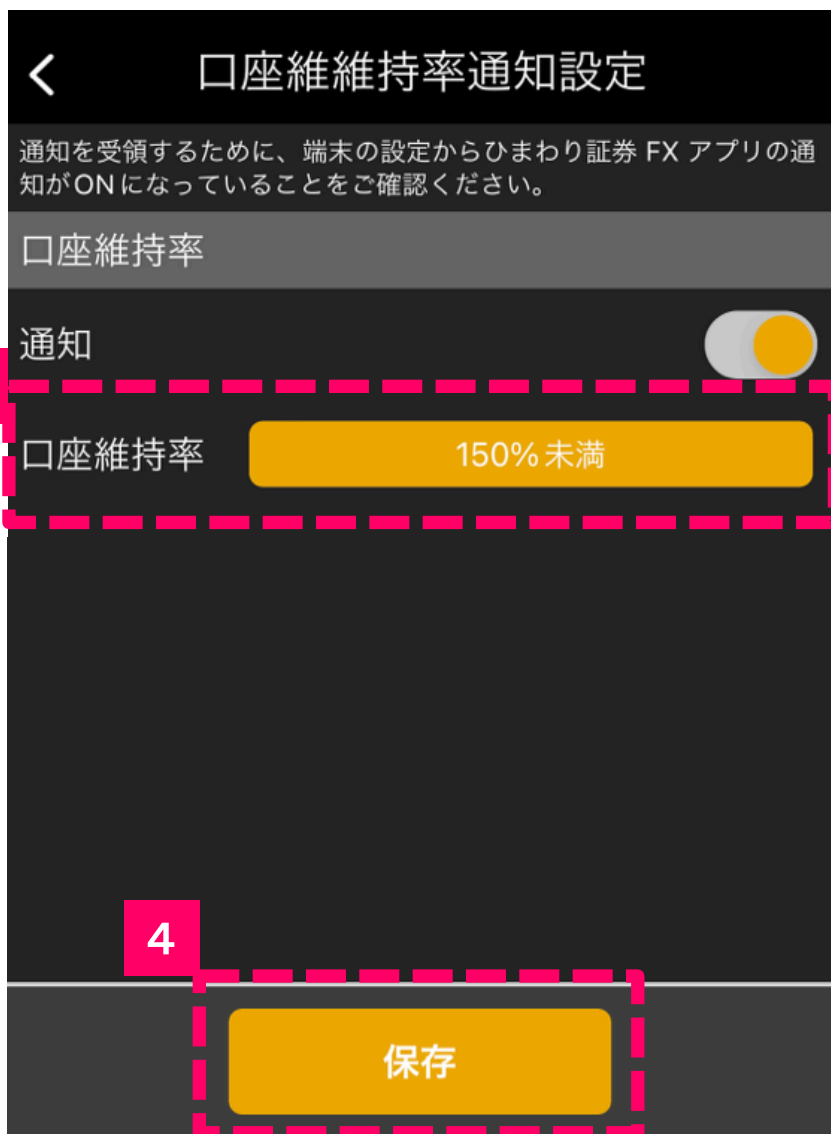 口座維維持率通知設定
通知を受領するために、端末の設定からひまわり証券 FX アプリの通
知がONになっていることをご確認ください。
口座維持率
通知
口座維持率
150%未満
4
保存